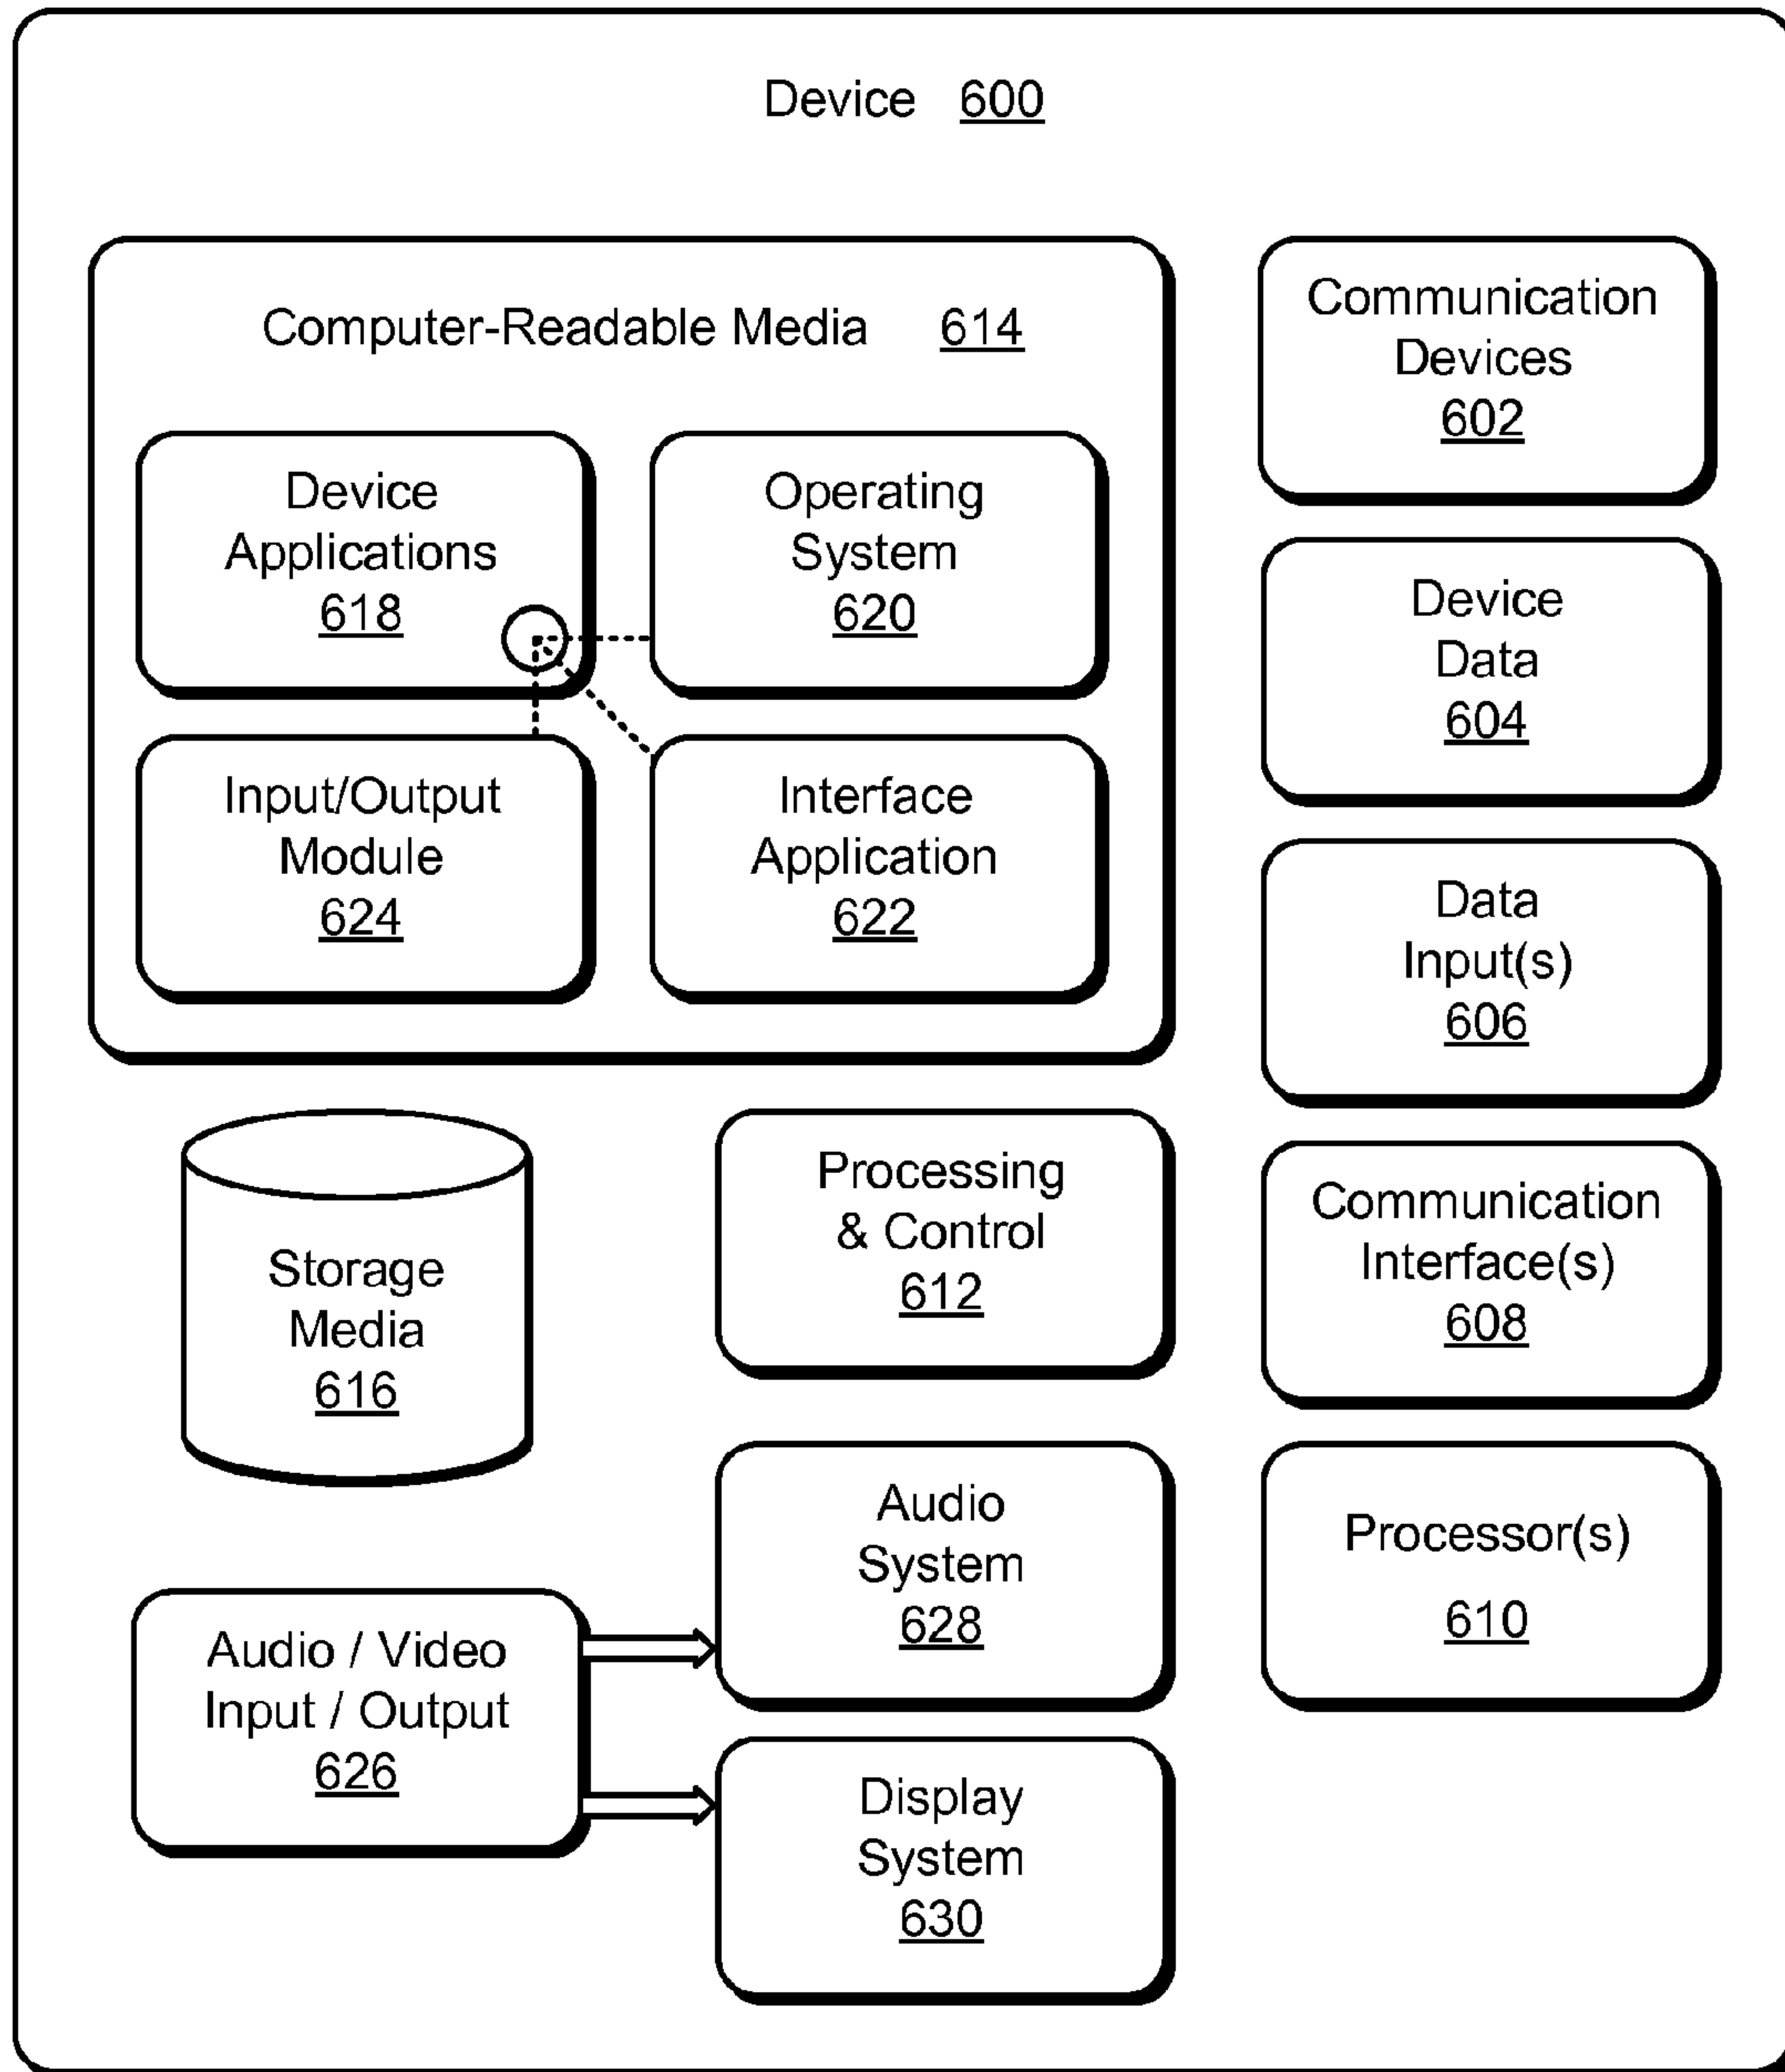 Device 600
Computer-Readable Media 614
Device
Applications
618
Operating
System
620
Input/Output
Module
624
Interface
Application
622
Communication
Devices
602
Device
Data
604
Data
Input(s)
606
Communication
Interface(s)
608
Processor(s)
610
Storage
Media
616
Processing
& Control
612
Audio / Video
Input / Output
626
Audio
System
628
Display
System
630